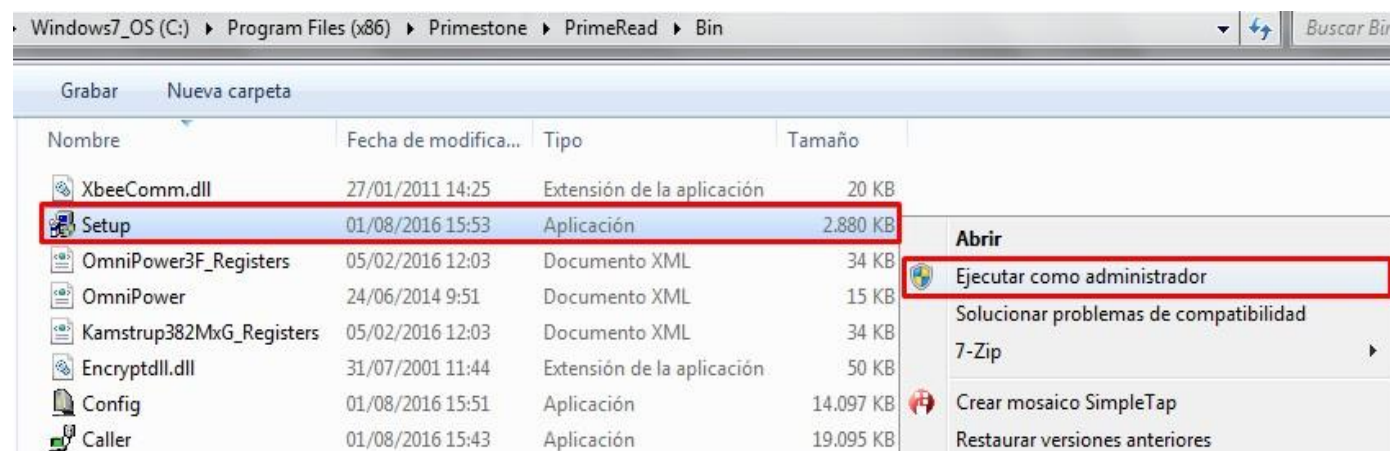 Windows7_OS (C:) ▸ Program Files (x86) ▸ Primestone ▸ PrimeRead ▸ Bin Buscar Bin
Grabar Nueva carpeta
Nombre Fecha de modifica... Tipo Tamaño
XbeeComm.dll 27/01/2011 14:25 Extensión de la aplicación 20 KB
Setup 01/08/2016 15:53 Aplicación 2.880 KB
Abrir
OmniPower3F_Registers 05/02/2016 12:03 Documento XML 34 KB
Ejecutar como administrador
OmniPower 24/06/2014 9:51 Documento XML 15 KB
Solucionar problemas de compatibilidad
Kamstrup382MxG_Registers 05/02/2016 12:03 Documento XML 34 KB
7-Zip
Encryptdll.dll 31/07/2001 11:44 Extensión de la aplicación 50 KB
Config 01/08/2016 15:51 Aplicación 14.097 KB
Crear mosaico SimpleTap
Caller 01/08/2016 15:43 Aplicación 19.095 KB
Restaurar versiones anteriores